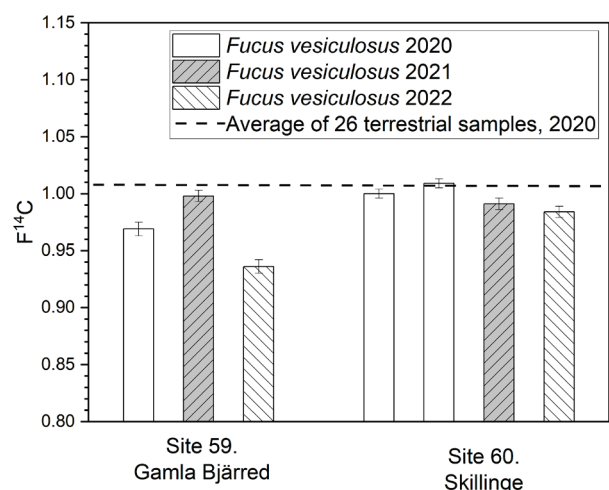 1.15
1.10
1.05
1.00
0.95
0.90
0.85
0.80
F¹⁴C
Fucus vesiculosus 2020
Fucus vesiculosus 2021
Fucus vesiculosus 2022
Average of 26 terrestrial samples, 2020
Site 59.
Gamla Bjärred
Site 60.
Skillinge